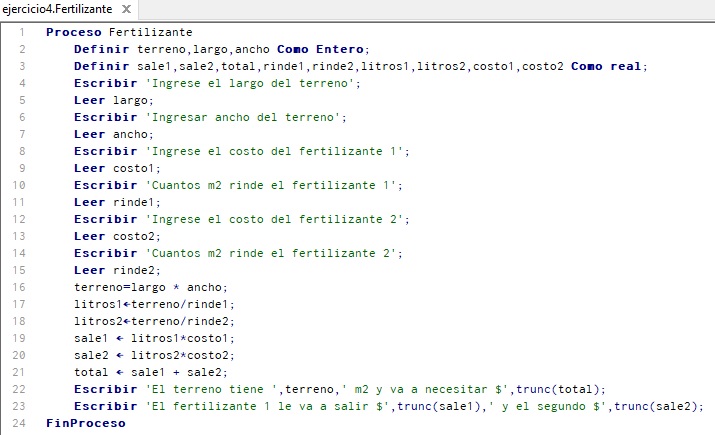 ejercicio4.Fertilizante X
1 Proceso Fertilizante
2 Definir terreno,largo,ancho Como Entero;
3 Definir sale1,sale2,total,rinde1,rinde2,litros1,litros2,costo1,costo2 Como real;
4 Escribir 'Ingrese el largo del terreno';
5 Leer largo;
6 Escribir 'Ingresar ancho del terreno';
7 Leer ancho;
8 Escribir 'Ingrese el costo del fertilizante 1';
9 Leer costo1;
10 Escribir 'Cuantos m2 rinde el fertilizante 1';
11 Leer rinde1;
12 Escribir 'Ingrese el costo del fertilizante 2';
13 Leer costo2;
14 Escribir 'Cuantos m2 rinde el fertilizante 2';
15 Leer rinde2;
16 terreno=largo * ancho;
17 litros1←terreno/rinde1;
18 litros2←terreno/rinde2;
19 sale1 ← litros1*costo1;
20 sale2 ← litros2*costo2;
21 total ← sale1 + sale2;
22 Escribir 'El terreno tiene ',terreno,' m2 y va a necesitar $',trunc(total);
23 Escribir 'El fertilizante 1 le va a salir $',trunc(sale1),' y el segundo $',trunc(sale2);
24 FinProceso